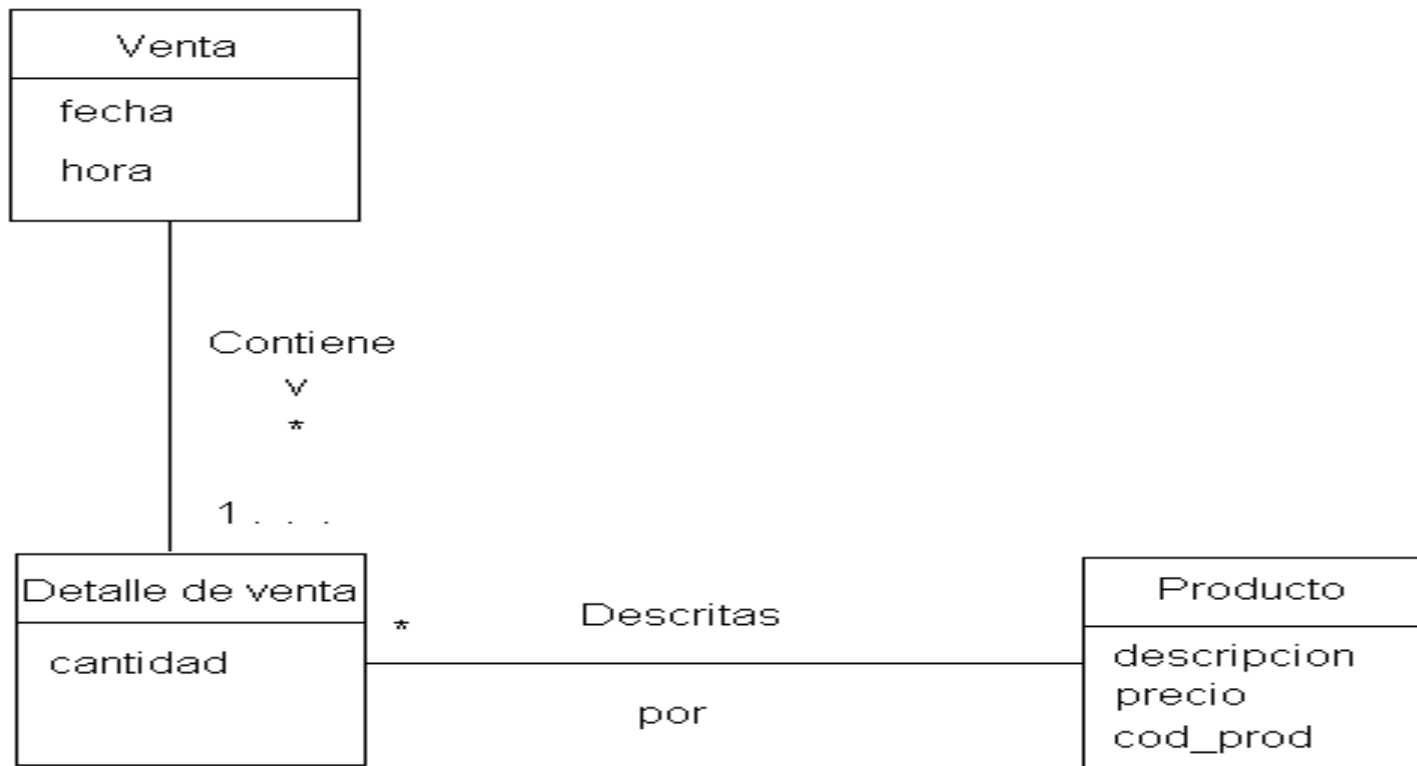 Venta
fecha
hora
Contiene
v
*
1 . . .
Detalle de venta
cantidad
*
Descritas
por
Producto
descripcion
precio
cod_prod